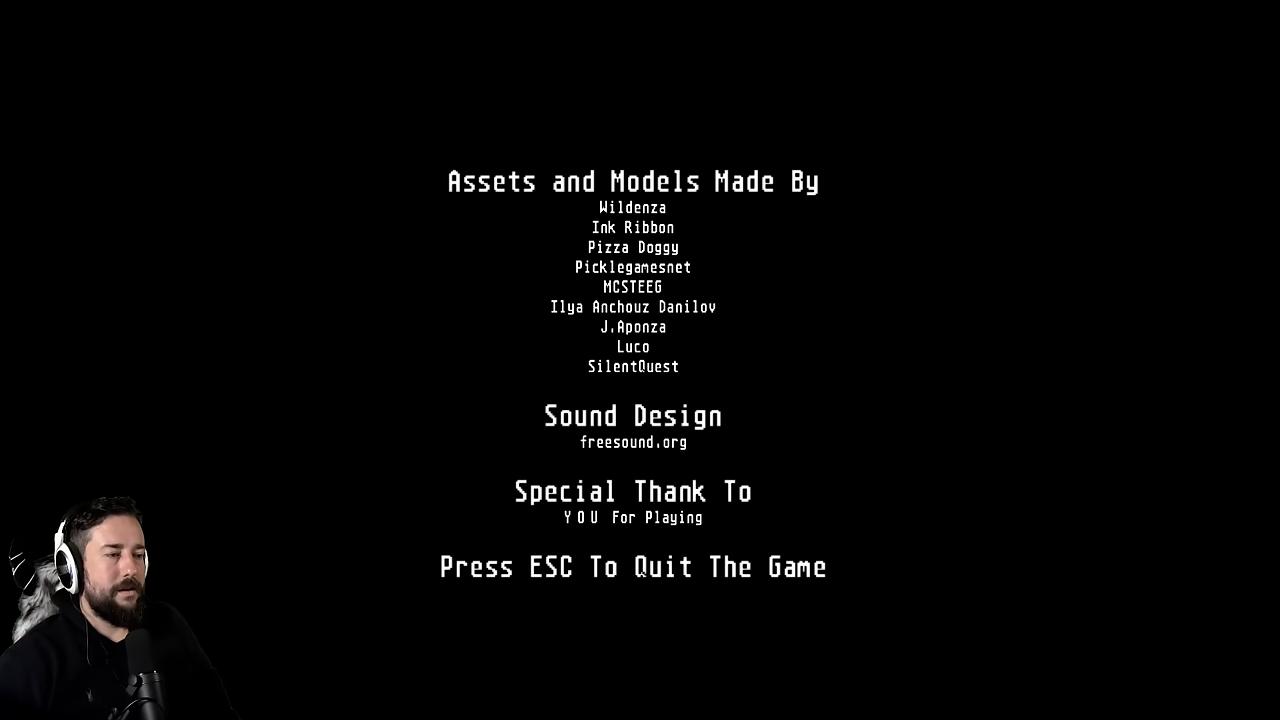 Assets and Models Made By
Wildenza
Ink Ribbon
Pizza Doggy
Picklegamesnet
MCSTEEG
Ilya Anchouz Danilov
J.Aponza
Luco
SilentQuest
Sound Design
freesound.org
Special Thank To
Y O U For Playing
Press ESC To Quit The Game